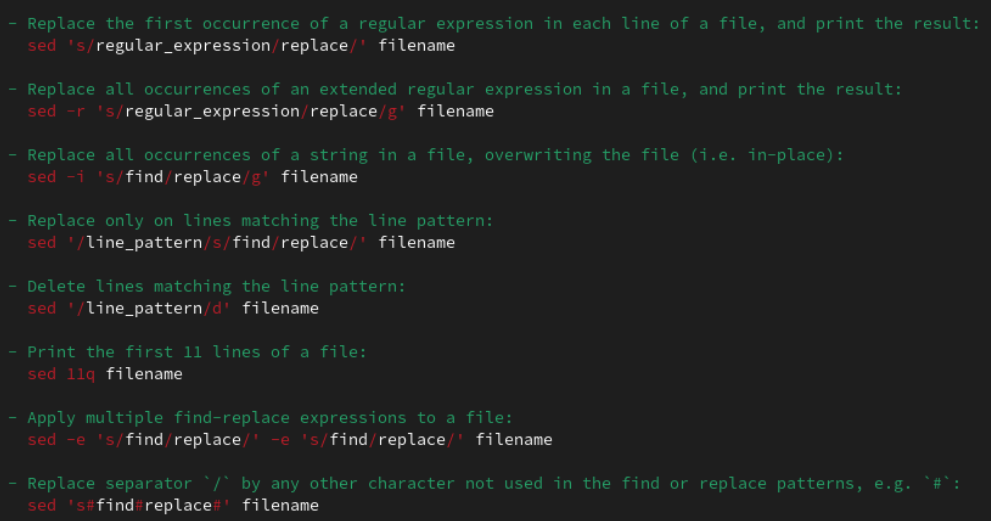 - Replace the first occurrence of a regular expression in each line of a file, and print the result:
sed 's/regular_expression/replace/' filename
- Replace all occurrences of an extended regular expression in a file, and print the result:
sed -r 's/regular_expression/replace/g' filename
- Replace all occurrences of a string in a file, overwriting the file (i.e. in-place):
sed -i 's/find/replace/g' filename
- Replace only on lines matching the line pattern:
sed '/line_pattern/s/find/replace/' filename
- Delete lines matching the line pattern:
sed '/line_pattern/d' filename
- Print the first 11 lines of a file:
sed 11q filename
- Apply multiple find-replace expressions to a file:
sed -e 's/find/replace/' -e 's/find/replace/' filename
- Replace separator `/` by any other character not used in the find or replace patterns, e.g. `#`:
sed 's#find#replace#' filename